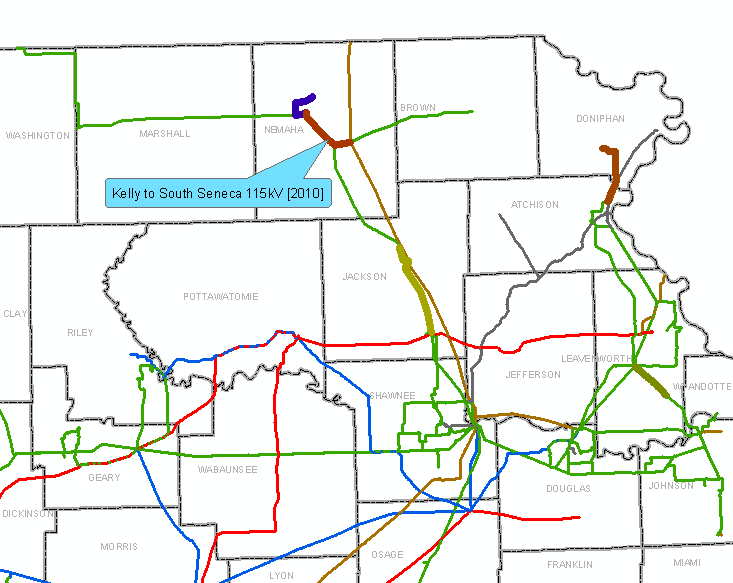 BROWN
DONIPHAN
NEMAHA
WASHINGTON
MARSHALL
Kelly to South Seneca 115kV [2010]
ATCHISON
JACKSON
POTTAWATOMIE
CLAY
RILEY
LEAVENWORTH
JEFFERSON
WYANDOTTE
SHAWNEE
WABAUNSEE
GEARY
DOUGLAS
JOHNSON
DICKINSON
MORRIS
OSAGE
FRANKLIN
MIAMI
LYON